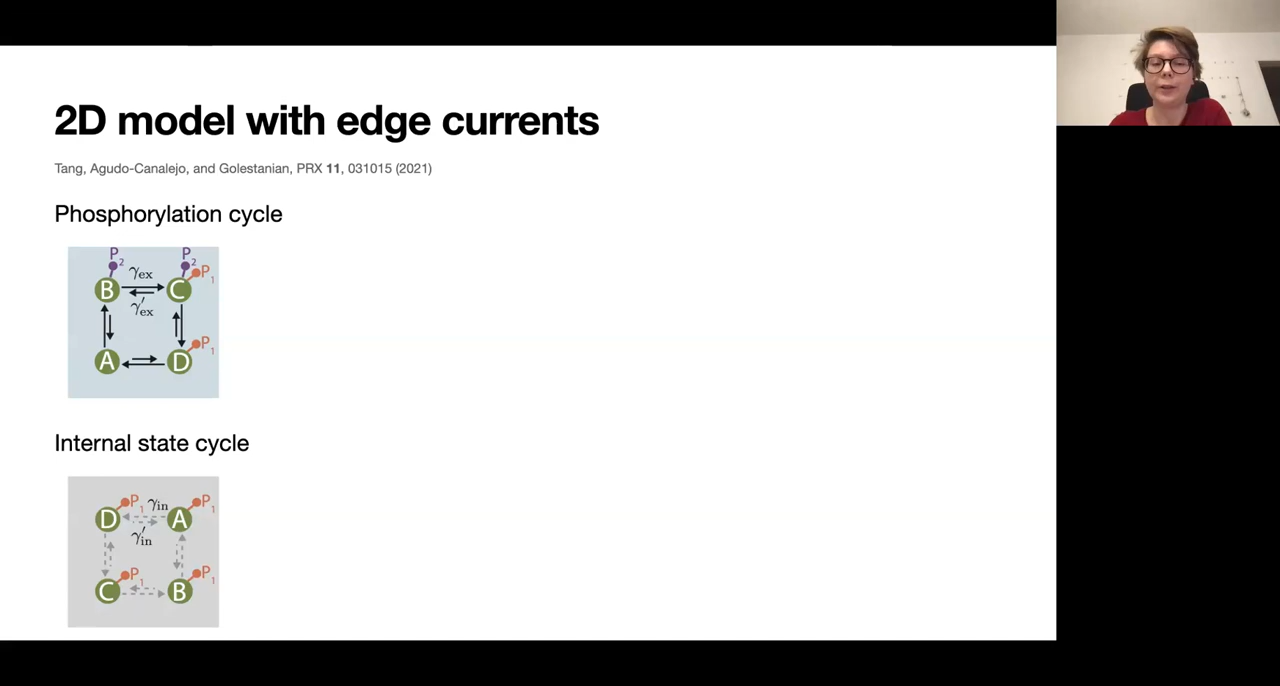 2D model with edge currents
Tang, Agudo-Canalejo, and Golestanian, PRX 11, 031015 (2021)
Phosphorylation cycle
P2 P2
γex P1
B C
γ′ex
P1
A D
Internal state cycle
P1 γin P1
D A
γ′in
P1 P1
C B